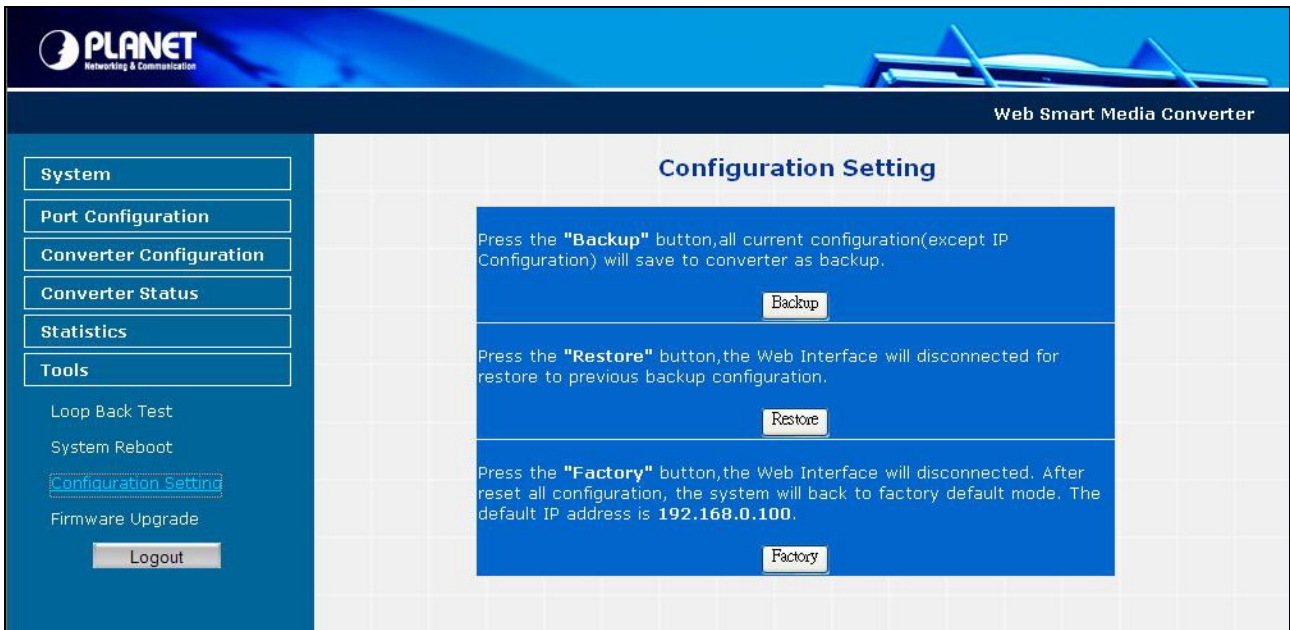 PLANET
Networking & Communication
Web Smart Media Converter
System
Port Configuration
Converter Configuration
Converter Status
Statistics
Tools
Loop Back Test
System Reboot
Configuration Setting
Firmware Upgrade
Logout
Configuration Setting
Press the "Backup" button,all current configuration(except IP
Configuration) will save to converter as backup.
Backup
Press the "Restore" button,the Web Interface will disconnected for
restore to previous backup configuration.
Restore
Press the "Factory" button,the Web Interface will disconnected. After
reset all configuration, the system will back to factory default mode. The
default IP address is 192.168.0.100.
Factory